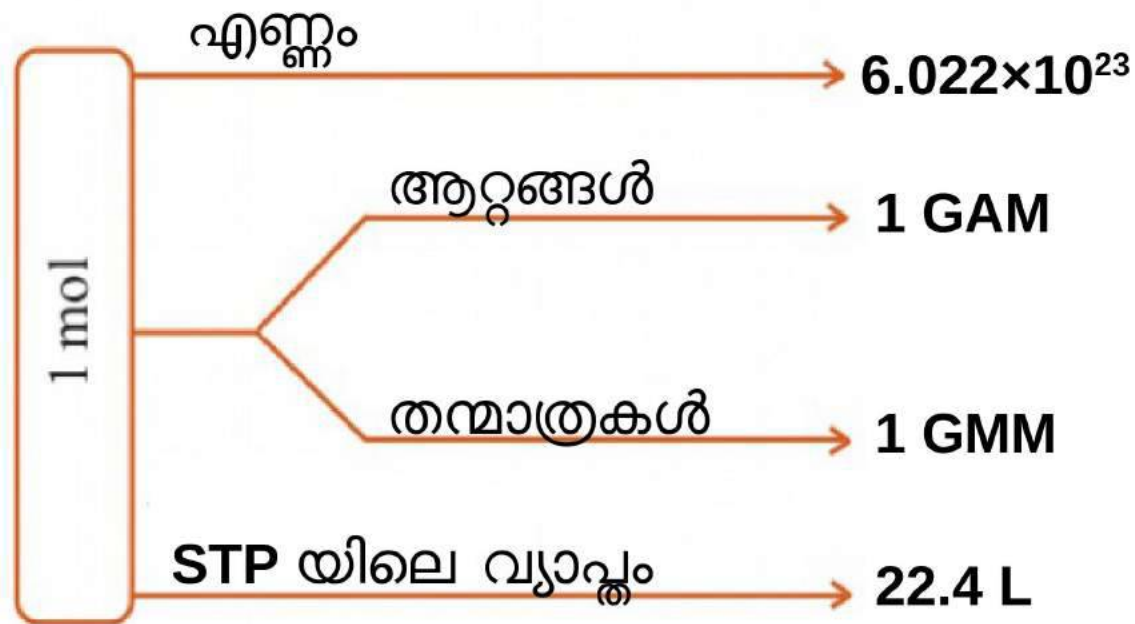 എണ്ണം
6.022×10²³
ആറ്റങ്ങൾ
1 GAM
1 mol
തന്മാത്രകൾ
1 GMM
STP യിലെ വ്യാപ്തം
22.4 L